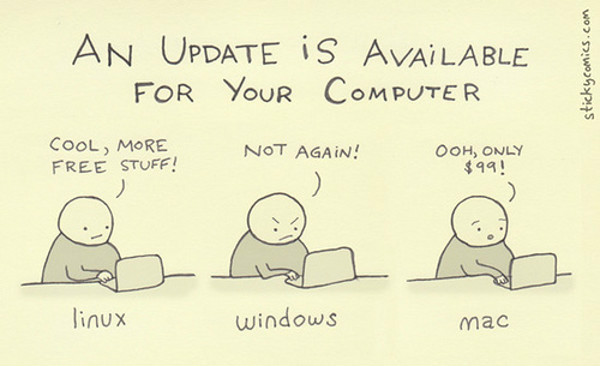 AN UPDATE iS AVAiLABLE
FOR YOUR COMPUTER
COOL, MORE
FREE STUFF!
NOT AGAiN!
OOH, ONLY
$99!
linux
windows
mac
stickycomics.com